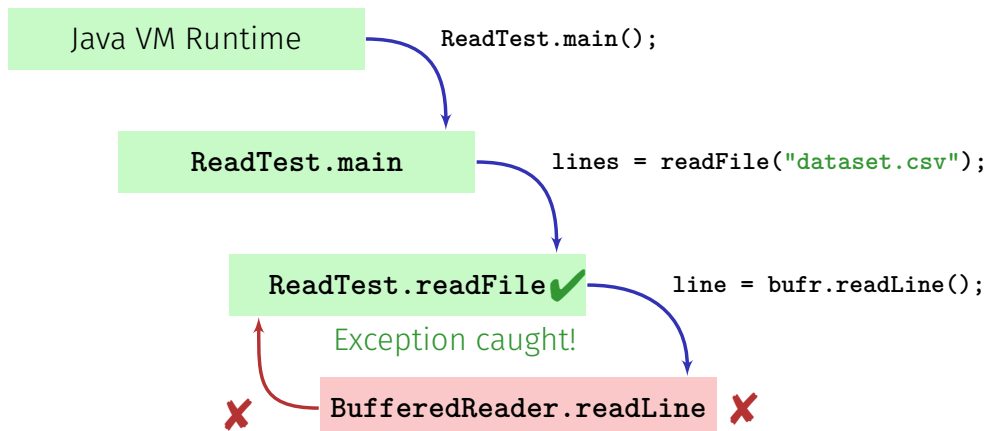 Java VM Runtime
ReadTest.main();
ReadTest.main
lines = readFile("dataset.csv");
ReadTest.readFile
line = bufr.readLine();
Exception caught!
BufferedReader.readLine